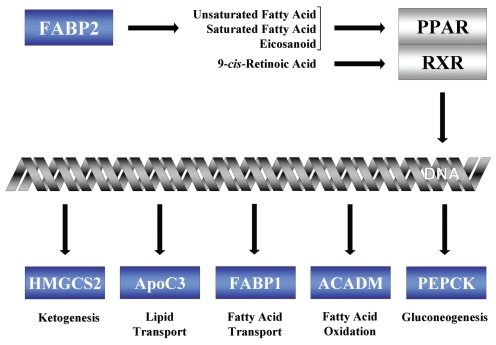 FABP2
Unsaturated Fatty Acid
Saturated Fatty Acid
Eicosanoid
9-cis-Retinoic Acid
PPAR
RXR
DNA
HMGCS2
ApoC3
FABP1
ACADM
PEPCK
Ketogenesis
Lipid
Transport
Fatty Acid
Transport
Fatty Acid
Oxidation
Gluconeogenesis